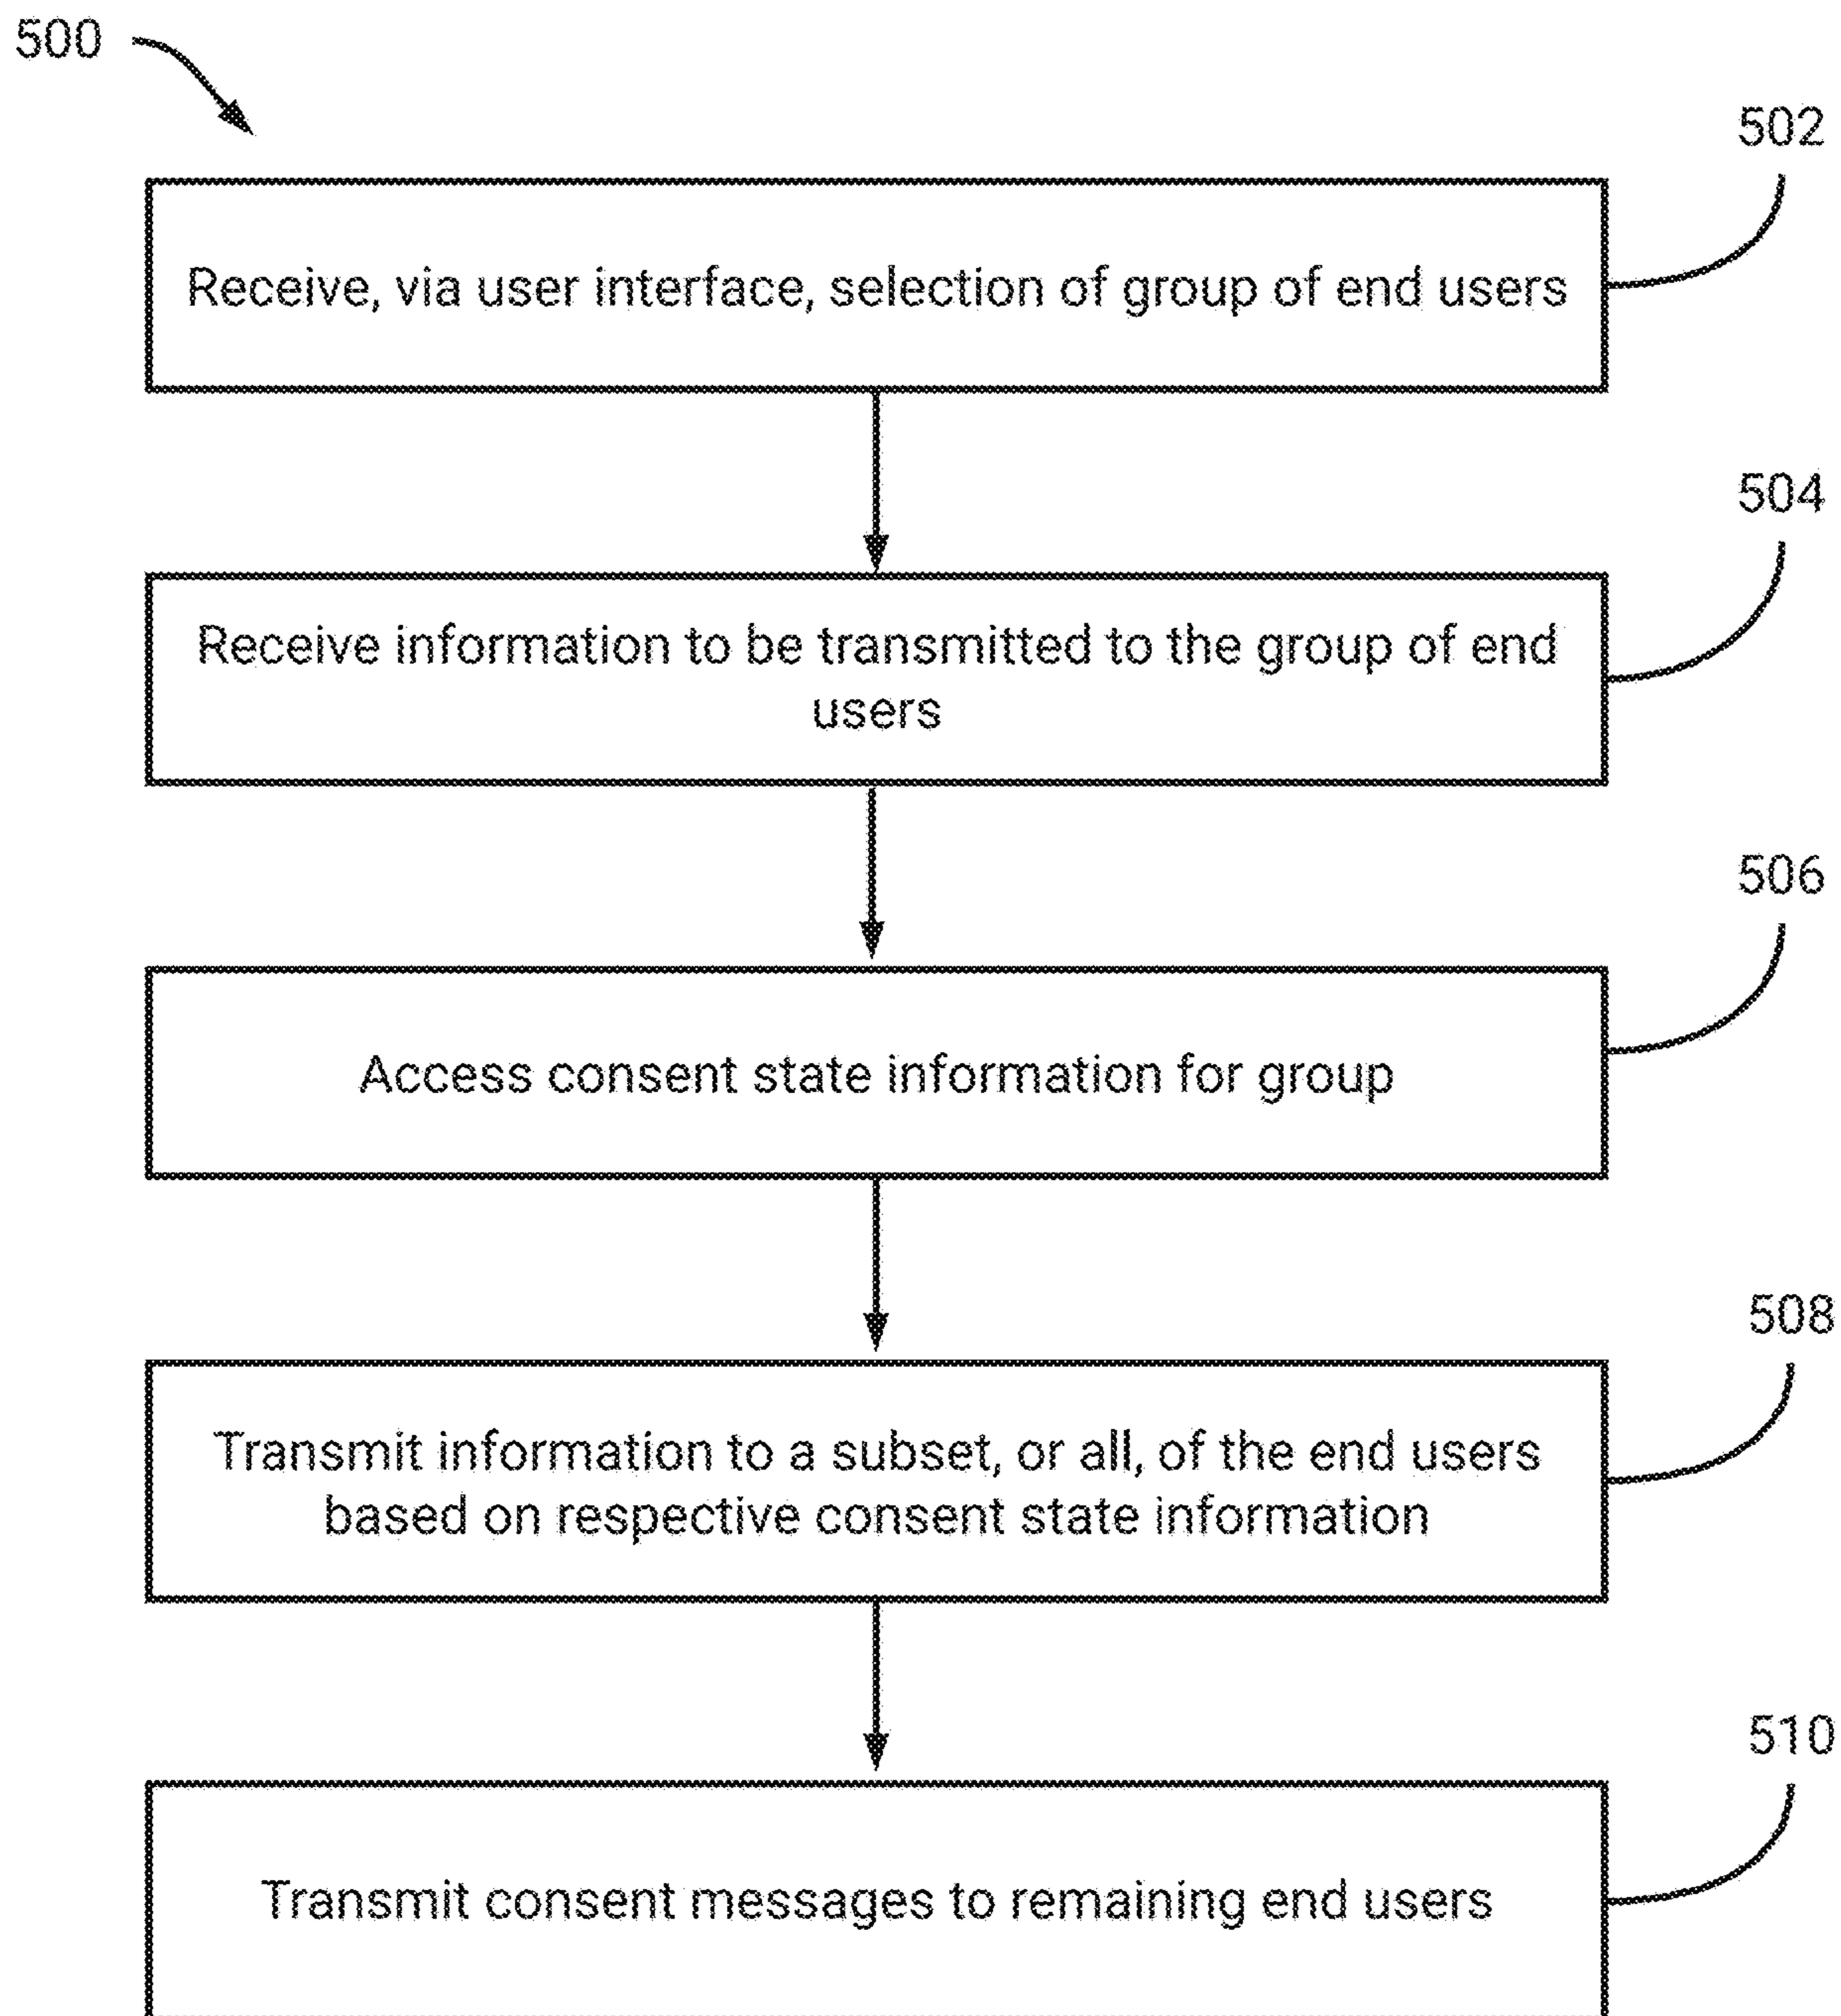 500
502
Receive, via user interface, selection of group of end users
504
Receive information to be transmitted to the group of end
users
506
Access consent state information for group
508
Transmit information to a subset, or all, of the end users
based on respective consent state information
510
Transmit consent messages to remaining end users